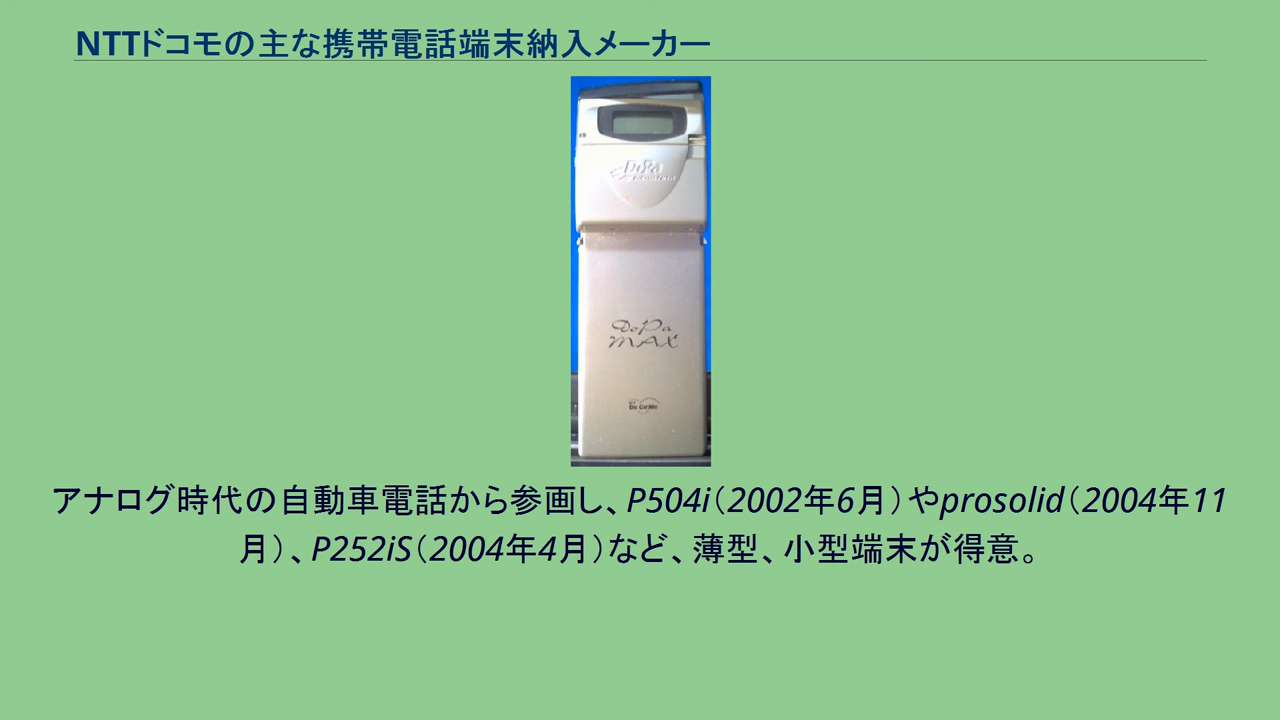 NTTドコモの主な携帯電話端末納入メーカー
DoPa
MAX
DoCoMo
アナログ時代の自動車電話から参画し、P504i（2002年6月）やprosolid（2004年11
月）、P252iS（2004年4月）など、薄型、小型端末が得意。